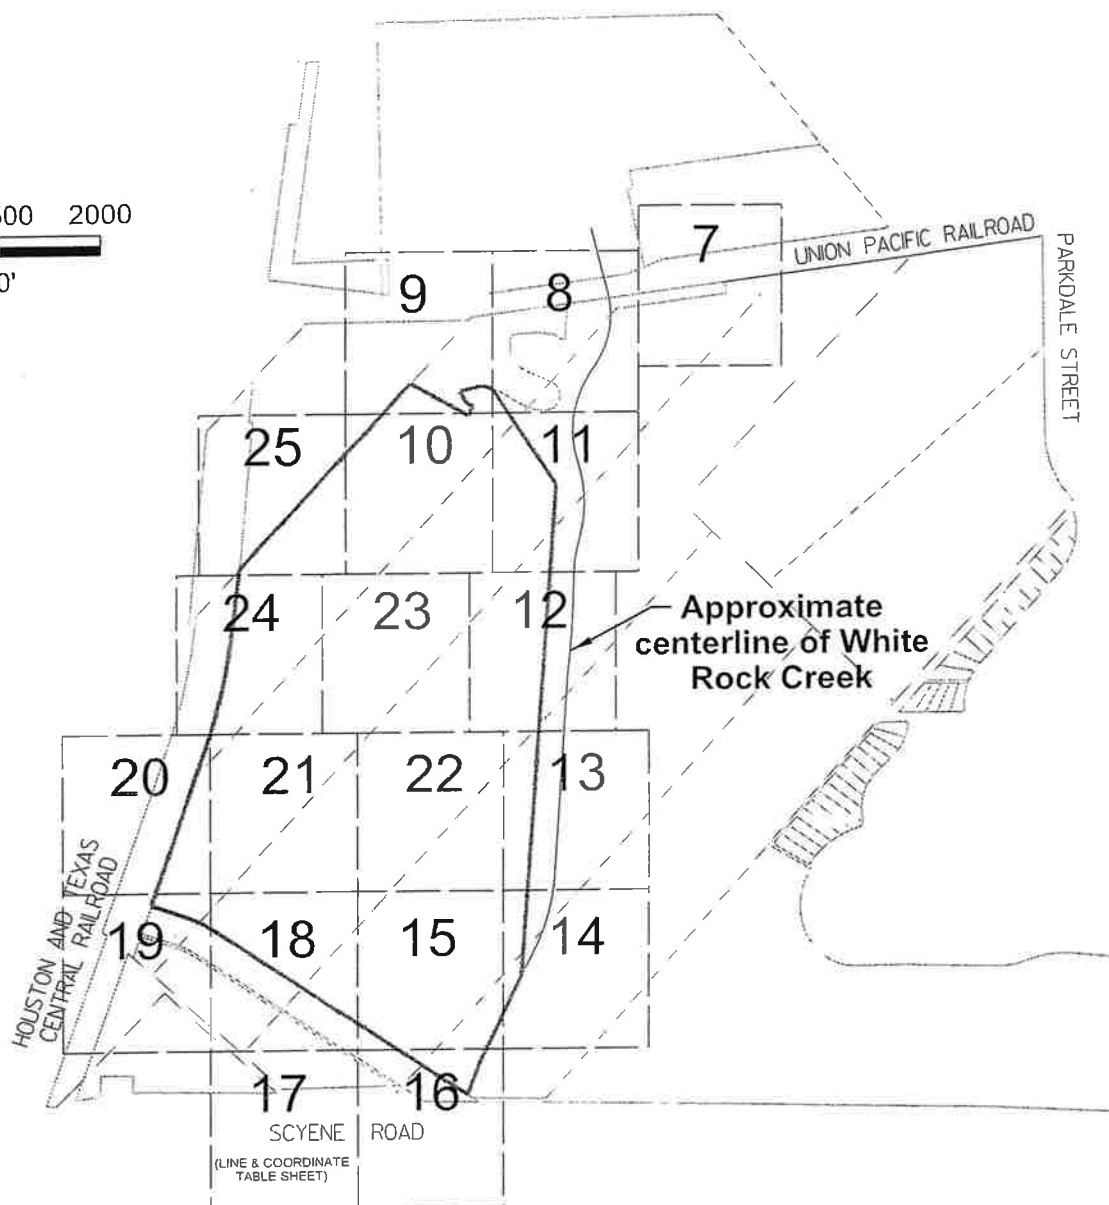 2000
0'
7
UNION PACIFIC RAILROAD
PARKDALE STREET
9
8
25
10
11
24
23
12
Approximate
centerline of White
Rock Creek
20
21
22
13
HOUSTON AND TEXAS
CENTRAL RAILROAD
19
18
15
14
17
16
SCYENE ROAD
(LINE & COORDINATE
TABLE SHEET)